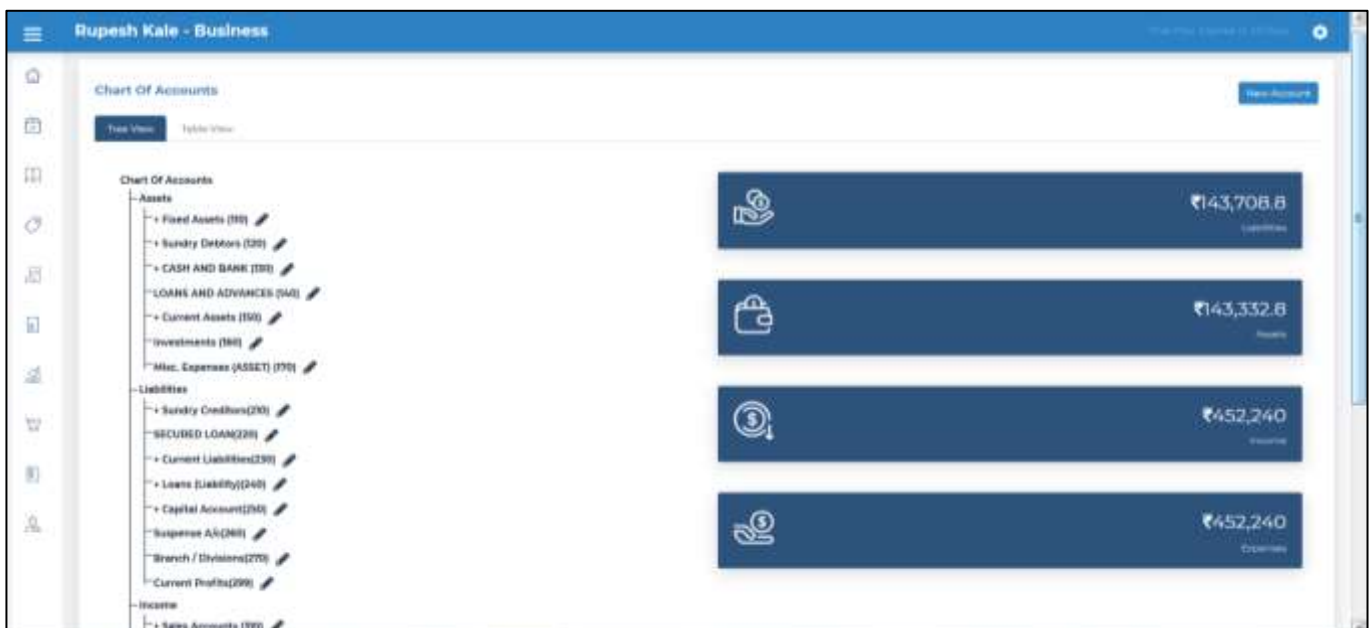 Rupesh Kale - Business
Chart Of Accounts
New Account
Tree View
Table View
Chart Of Accounts
Assets
+ Fixed Assets (110)
+ Sundry Debtors (120)
+ CASH AND BANK (130)
LOANS AND ADVANCES (140)
+ Current Assets (150)
Investments (160)
Misc. Expenses (ASSET) (170)
Liabilities
+ Sundry Creditors(210)
SECURED LOAN(220)
+ Current Liabilities(230)
+ Loans (Liability)(240)
+ Capital Account(250)
Suspense A/c(260)
Branch / Divisions(270)
Current Profits(299)
Income
+ Sales Accounts (310)
₹143,708.8
Liabilities
₹143,332.8
Assets
₹452,240
Income
₹452,240
Expenses